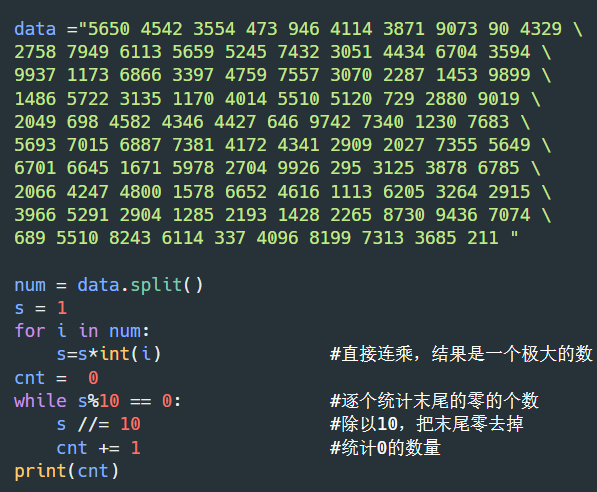 data ="5650 4542 3554 473 946 4114 3871 9073 90 4329 \
2758 7949 6113 5659 5245 7432 3051 4434 6704 3594 \
9937 1173 6866 3397 4759 7557 3070 2287 1453 9899 \
1486 5722 3135 1170 4014 5510 5120 729 2880 9019 \
2049 698 4582 4346 4427 646 9742 7340 1230 7683 \
5693 7015 6887 7381 4172 4341 2909 2027 7355 5649 \
6701 6645 1671 5978 2704 9926 295 3125 3878 6785 \
2066 4247 4800 1578 6652 4616 1113 6205 3264 2915 \
3966 5291 2904 1285 2193 1428 2265 8730 9436 7074 \
689 5510 8243 6114 337 4096 8199 7313 3685 211 "
num = data.split()
s = 1
for i in num:
    s=s*int(i)                #直接连乘，结果是一个极大的数
cnt =  0
while s%10 == 0:              #逐个统计末尾的零的个数
    s //= 10                  #除以10，把末尾零去掉
    cnt += 1                  #统计0的数量
print(cnt)